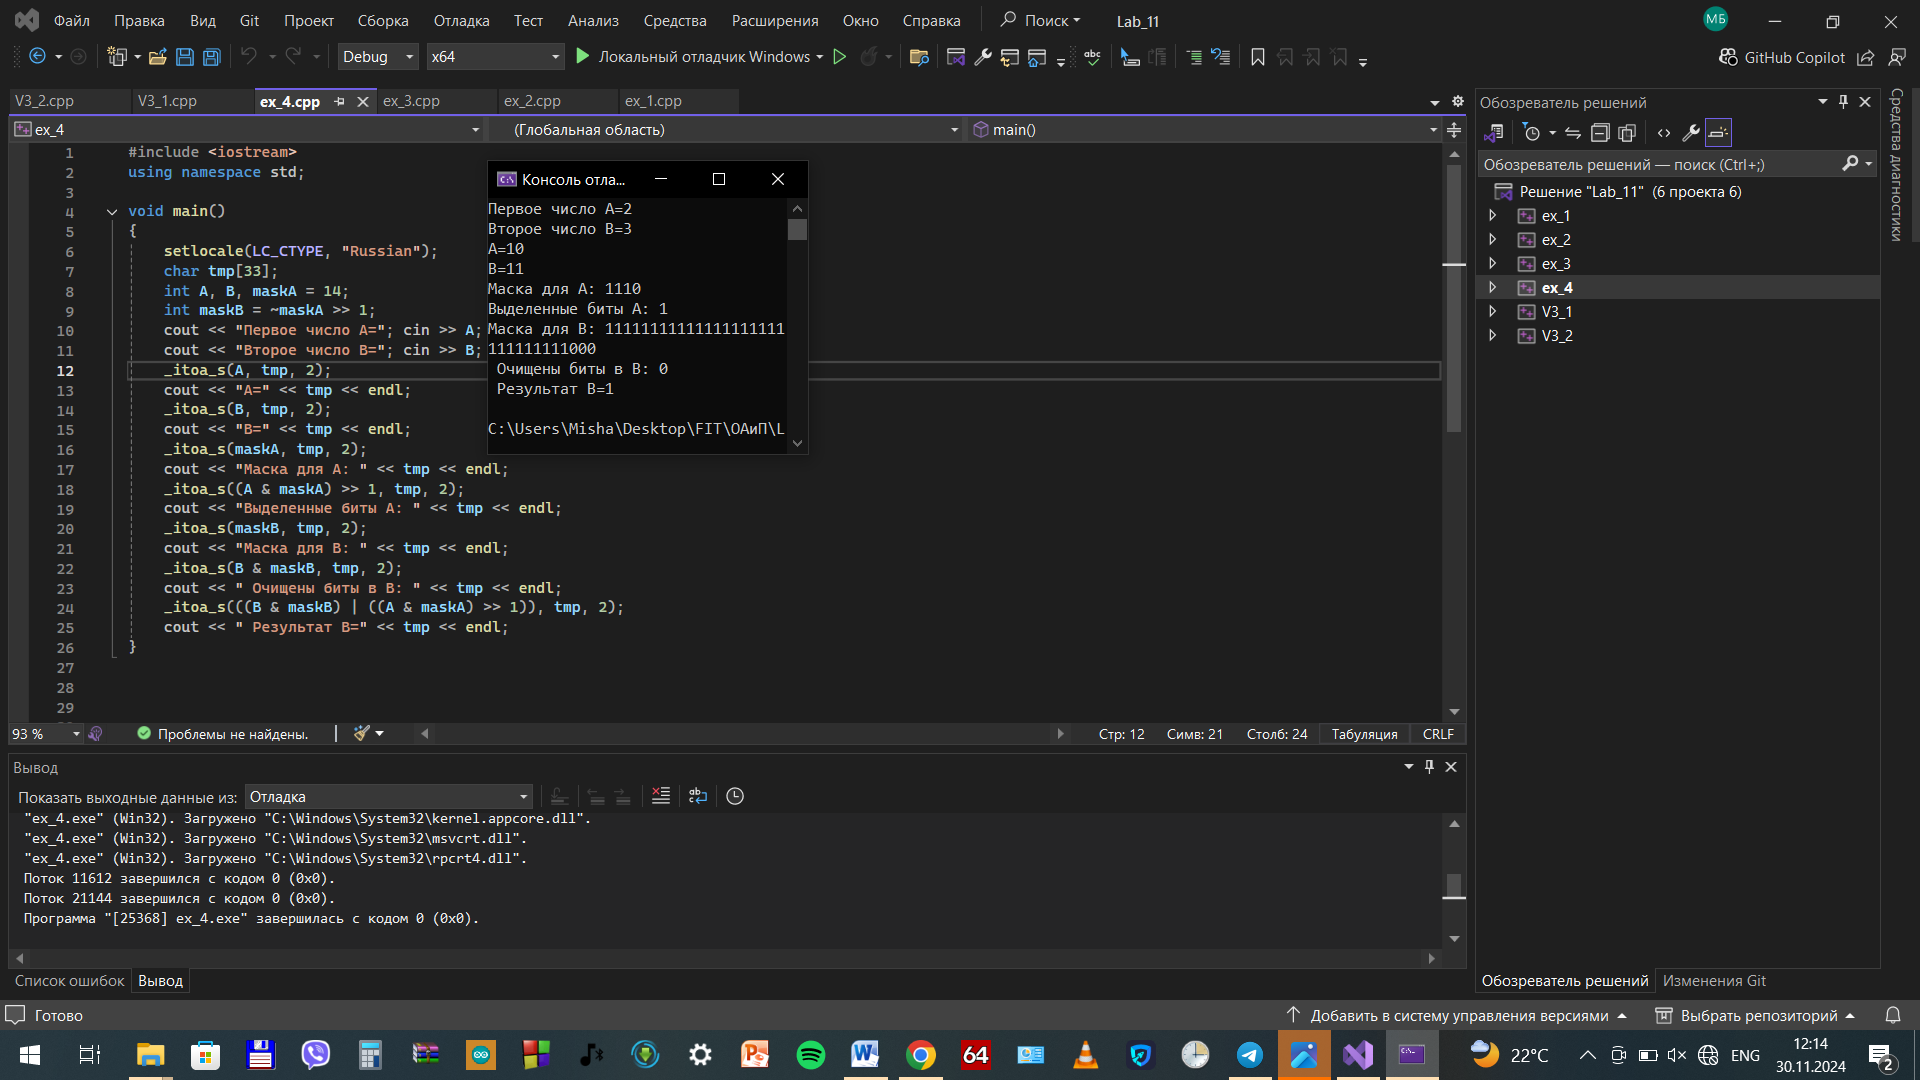 Файл Правка Вид Git Проект Сборка Отладка Тест Анализ Средства Расширения Окно Справка Поиск Lab_11 МБ
Debug x64 Локальный отладчик Windows GitHub Copilot
V3_2.cpp V3_1.cpp ex_4.cpp ex_3.cpp ex_2.cpp ex_1.cpp
ex_4 (Глобальная область) main()
1 #include <iostream>
2 using namespace std;
3
4 void main()
5 {
6 setlocale(LC_CTYPE, "Russian");
7 char tmp[33];
8 int A, B, maskA = 14;
9 int maskB = ~maskA >> 1;
10 cout << "Первое число A="; cin >> A;
11 cout << "Второе число B="; cin >> B;
12 _itoa_s(A, tmp, 2);
13 cout << "A=" << tmp << endl;
14 _itoa_s(B, tmp, 2);
15 cout << "B=" << tmp << endl;
16 _itoa_s(maskA, tmp, 2);
17 cout << "Маска для A: " << tmp << endl;
18 _itoa_s((A & maskA) >> 1, tmp, 2);
19 cout << "Выделенные биты A: " << tmp << endl;
20 _itoa_s(maskB, tmp, 2);
21 cout << "Маска для B: " << tmp << endl;
22 _itoa_s(B & maskB, tmp, 2);
23 cout << " Очищены биты в B: " << tmp << endl;
24 _itoa_s(((B & maskB) | ((A & maskA) >> 1)), tmp, 2);
25 cout << " Результат B=" << tmp << endl;
26 }
27
28
29
Консоль отла...
Первое число A=2
Второе число B=3
A=10
B=11
Маска для A: 1110
Выделенные биты A: 1
Маска для B: 11111111111111111111
111111111000
Очищены биты в B: 0
Результат B=1
C:\Users\Misha\Desktop\FIT\ОАиП\L
93 % Проблемы не найдены. Стр: 12 Симв: 21 Столб: 24 Табуляция CRLF
Вывод
Показать выходные данные из: Отладка
"ex_4.exe" (Win32). Загружено "C:\Windows\System32\kernel.appcore.dll".
"ex_4.exe" (Win32). Загружено "C:\Windows\System32\msvcrt.dll".
"ex_4.exe" (Win32). Загружено "C:\Windows\System32\rpcrt4.dll".
Поток 11612 завершился с кодом 0 (0x0).
Поток 21144 завершился с кодом 0 (0x0).
Программа "[25368] ex_4.exe" завершилась с кодом 0 (0x0).
Список ошибок Вывод
Обозреватель решений
Обозреватель решений — поиск (Ctrl+;)
Решение "Lab_11" (6 проекта 6)
ex_1
ex_2
ex_3
ex_4
V3_1
V3_2
Обозреватель решений Изменения Git
Средства диагностики
Готово Добавить в систему управления версиями Выбрать репозиторий
64 22°C ENG 12:14
30.11.2024 2